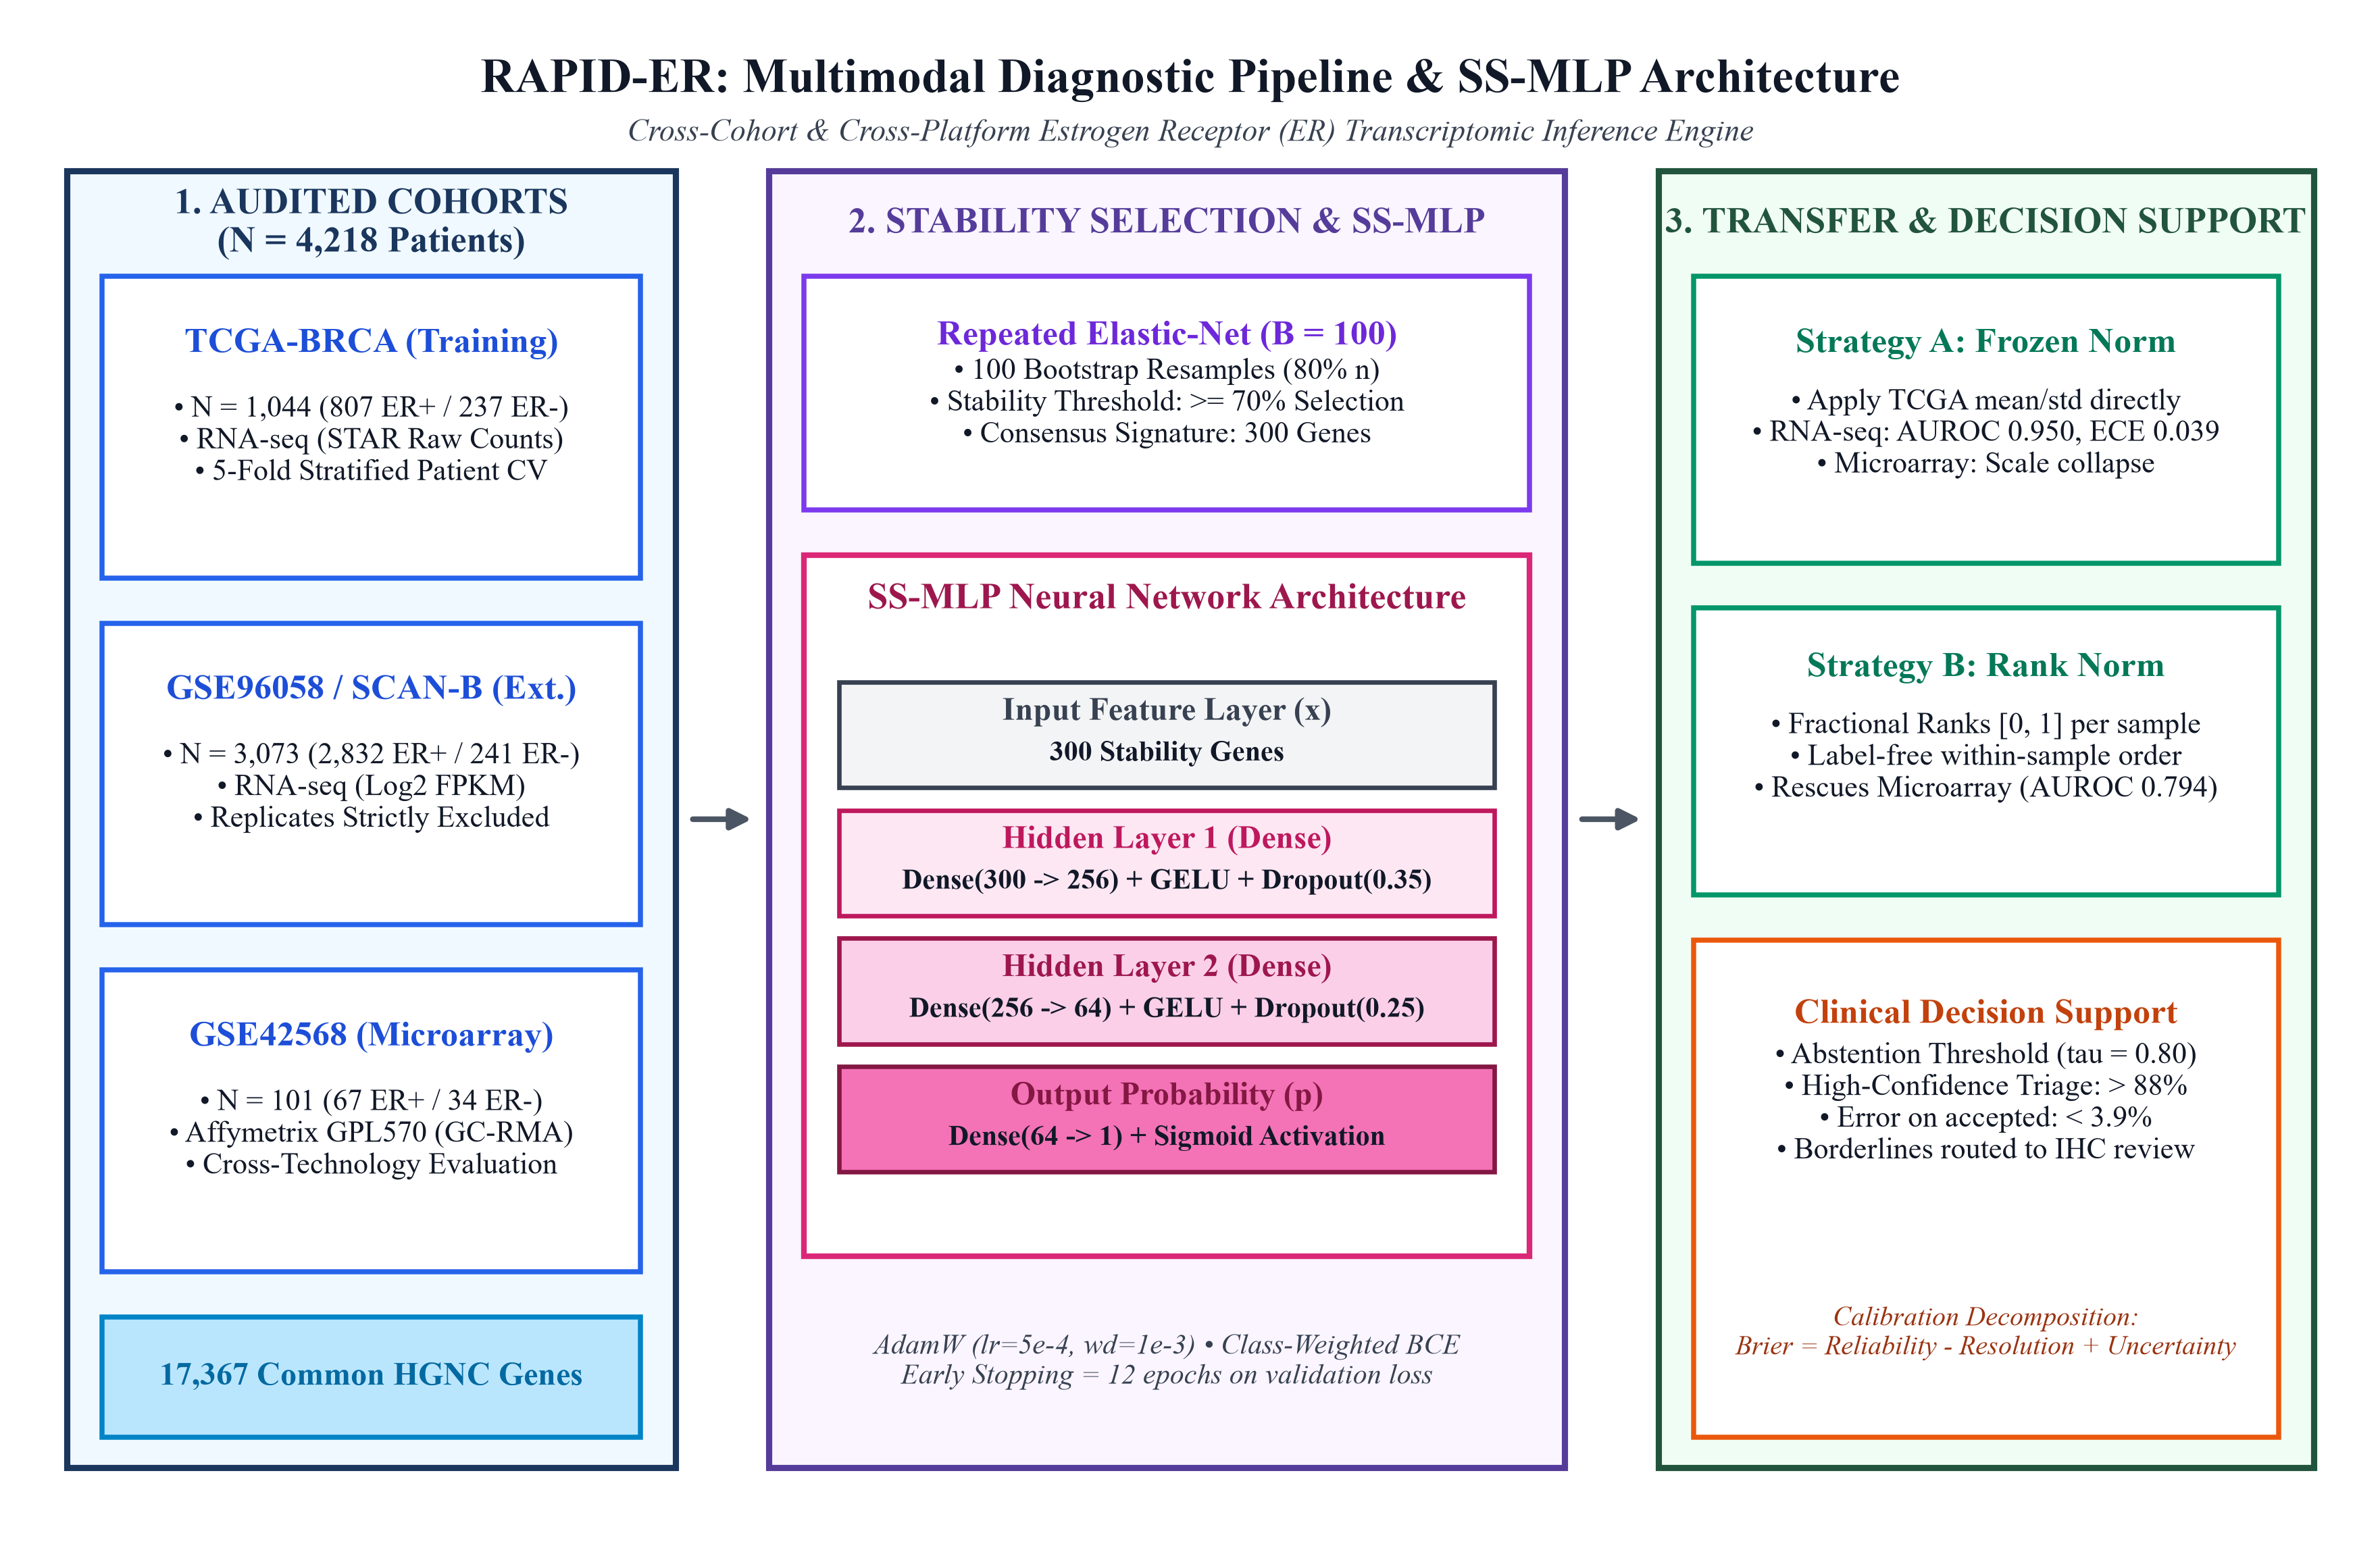 RAPID-ER: Multimodal Diagnostic Pipeline & SS-MLP Architecture
Cross-Cohort & Cross-Platform Estrogen Receptor (ER) Transcriptomic Inference Engine
1. AUDITED COHORTS
(N = 4,218 Patients)
TCGA-BRCA (Training)
• N = 1,044 (807 ER+ / 237 ER-)
• RNA-seq (STAR Raw Counts)
• 5-Fold Stratified Patient CV
GSE96058 / SCAN-B (Ext.)
• N = 3,073 (2,832 ER+ / 241 ER-)
• RNA-seq (Log2 FPKM)
• Replicates Strictly Excluded
GSE42568 (Microarray)
• N = 101 (67 ER+ / 34 ER-)
• Affymetrix GPL570 (GC-RMA)
• Cross-Technology Evaluation
17,367 Common HGNC Genes
2. STABILITY SELECTION & SS-MLP
Repeated Elastic-Net (B = 100)
• 100 Bootstrap Resamples (80% n)
• Stability Threshold: >= 70% Selection
• Consensus Signature: 300 Genes
SS-MLP Neural Network Architecture
Input Feature Layer (x)
300 Stability Genes
Hidden Layer 1 (Dense)
Dense(300 -> 256) + GELU + Dropout(0.35)
Hidden Layer 2 (Dense)
Dense(256 -> 64) + GELU + Dropout(0.25)
Output Probability (p)
Dense(64 -> 1) + Sigmoid Activation
AdamW (lr=5e-4, wd=1e-3) • Class-Weighted BCE
Early Stopping = 12 epochs on validation loss
3. TRANSFER & DECISION SUPPORT
Strategy A: Frozen Norm
• Apply TCGA mean/std directly
• RNA-seq: AUROC 0.950, ECE 0.039
• Microarray: Scale collapse
Strategy B: Rank Norm
• Fractional Ranks [0, 1] per sample
• Label-free within-sample order
• Rescues Microarray (AUROC 0.794)
Clinical Decision Support
• Abstention Threshold (tau = 0.80)
• High-Confidence Triage: > 88%
• Error on accepted: < 3.9%
• Borderlines routed to IHC review
Calibration Decomposition:
Brier = Reliability - Resolution + Uncertainty